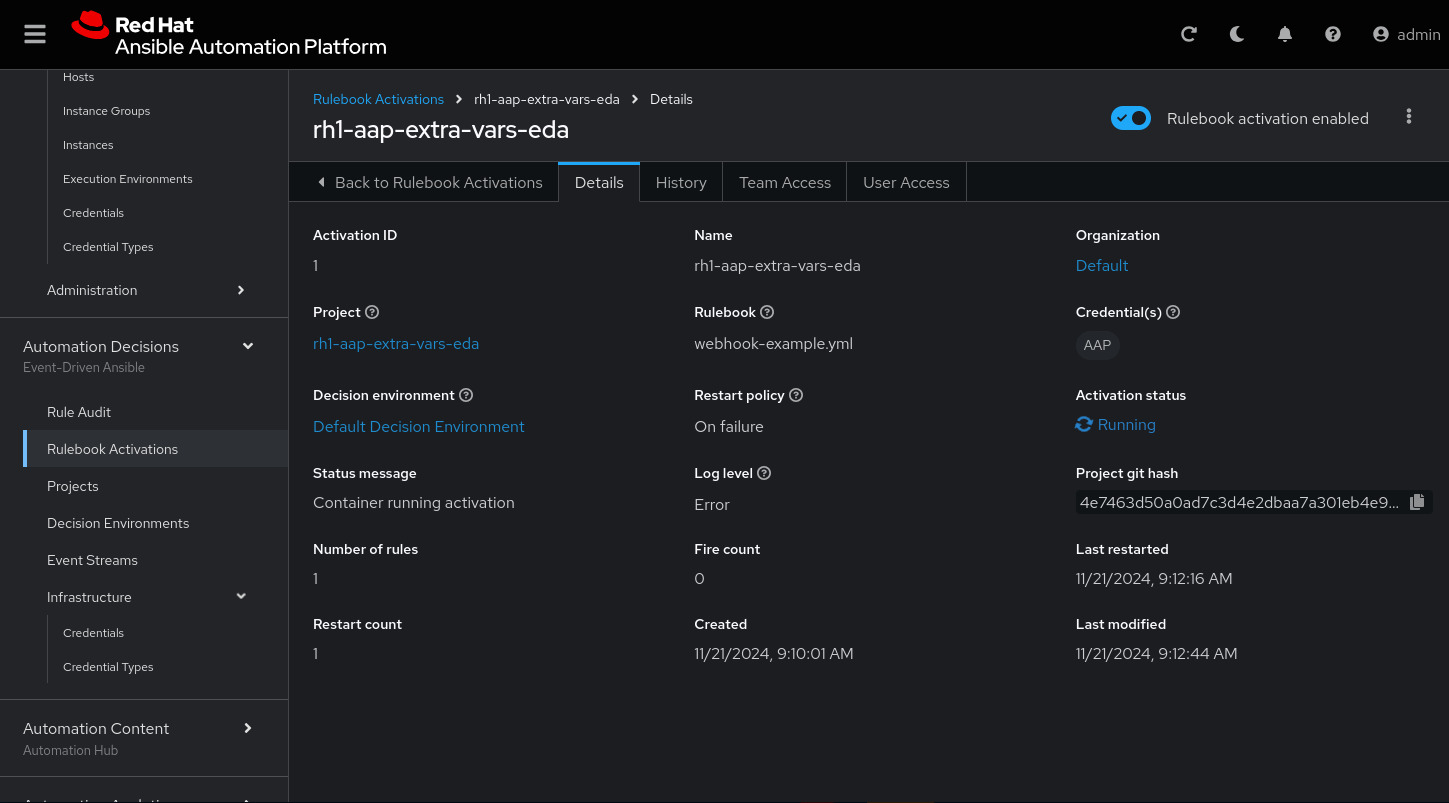 Red Hat
Ansible Automation Platform
admin
Hosts
Instance Groups
Instances
Execution Environments
Credentials
Credential Types
Administration
Automation Decisions
Event-Driven Ansible
Rule Audit
Rulebook Activations
Projects
Decision Environments
Event Streams
Infrastructure
Credentials
Credential Types
Automation Content
Automation Hub
Rulebook Activations rh1-aap-extra-vars-eda Details
rh1-aap-extra-vars-eda
Rulebook activation enabled
Back to Rulebook Activations Details History Team Access User Access
Activation ID Name Organization
1 rh1-aap-extra-vars-eda Default
Project Rulebook Credential(s)
rh1-aap-extra-vars-eda webhook-example.yml AAP
Decision environment Restart policy Activation status
Default Decision Environment On failure Running
Status message Log level Project git hash
Container running activation Error 4e7463d50a0ad7c3d4e2dbaa7a301eb4e9...
Number of rules Fire count Last restarted
1 0 11/21/2024, 9:12:16 AM
Restart count Created Last modified
1 11/21/2024, 9:10:01 AM 11/21/2024, 9:12:44 AM